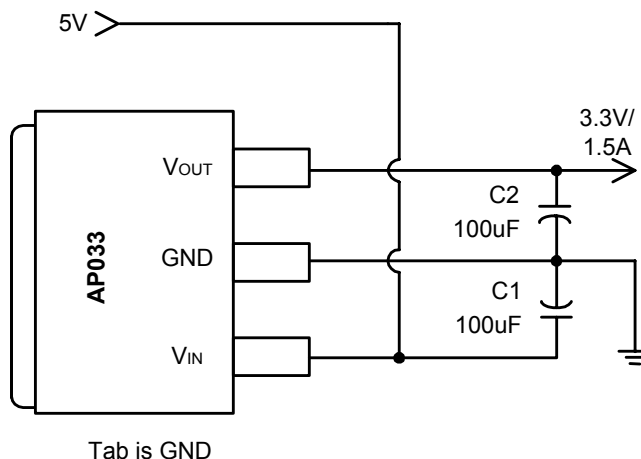 5V
3.3V/
1.5A
VOUT
C2
100uF
AP033
GND
C1
100uF
VIN
Tab is GND